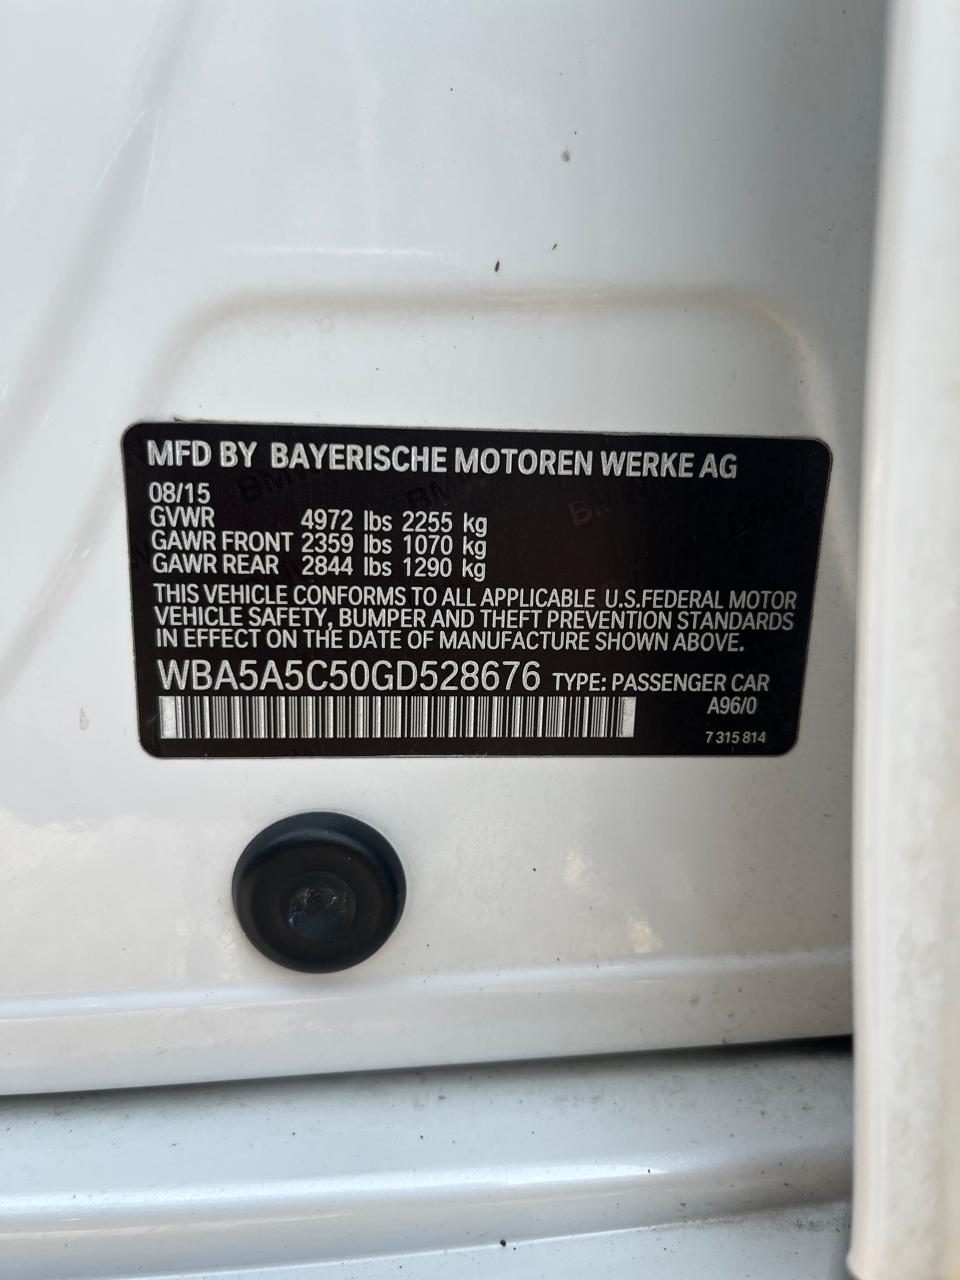 MFD BY BAYERISCHE MOTOREN WERKE AG
08/15
GVWR 4972 lbs 2255 kg
GAWR FRONT 2359 lbs 1070 kg
GAWR REAR 2844 lbs 1290 kg
THIS VEHICLE CONFORMS TO ALL APPLICABLE U.S.FEDERAL MOTOR
VEHICLE SAFETY, BUMPER AND THEFT PREVENTION STANDARDS
IN EFFECT ON THE DATE OF MANUFACTURE SHOWN ABOVE.
WBA5A5C50GD528676 TYPE: PASSENGER CAR
A96/0
7 315 814